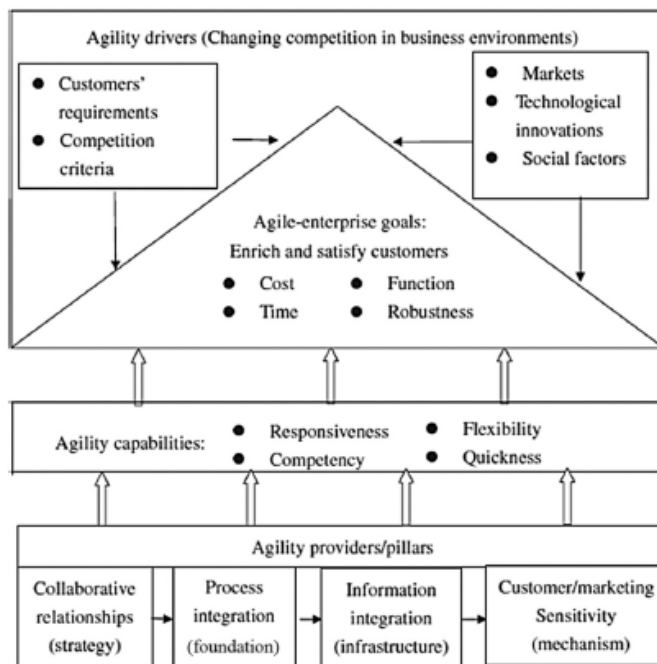 Agility drivers (Changing competition in business environments)
Customers'
requirements
Competition
criteria
Markets
Technological
innovations
Social factors
Agile-enterprise goals:
Enrich and satisfy customers
Cost
Function
Time
Robustness
Agility capabilities:
Responsiveness
Flexibility
Competency
Quickness
Agility providers/pillars
Collaborative
relationships
(strategy)
Process
integration
(foundation)
Information
integration
(infrastructure)
Customer/marketing
Sensitivity
(mechanism)